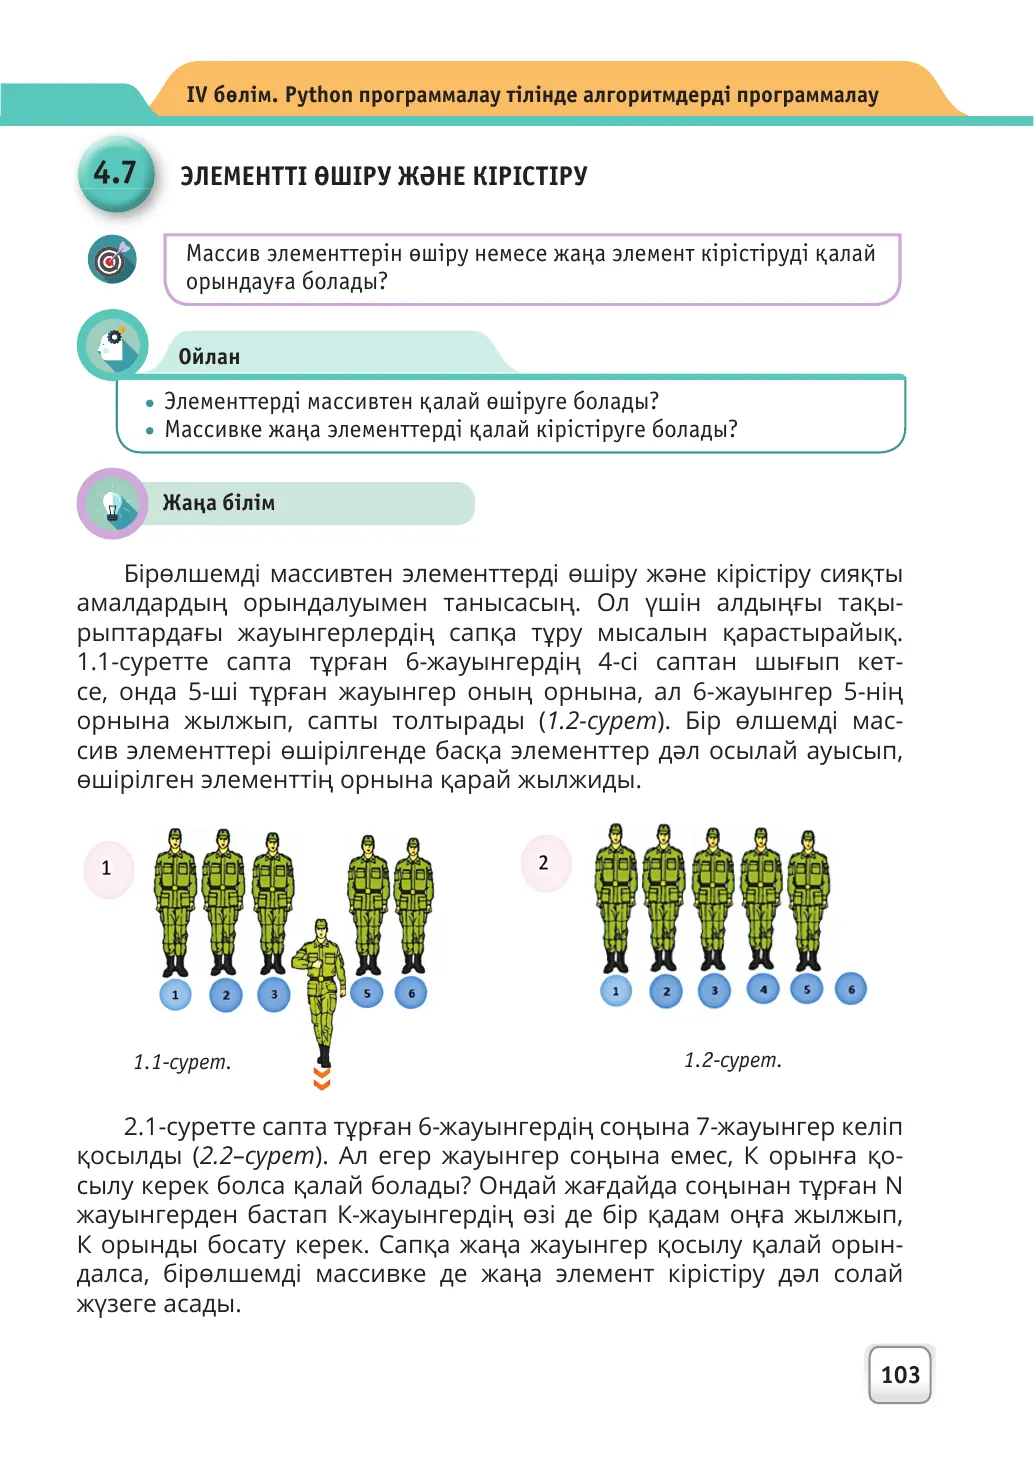 IV бөлім. Python программалау тілінде алгоритмдерді программалау
4.7
ЭЛЕМЕНТТІ ӨШІРУ ЖӘНЕ КІРІСТІРУ
Массив элементтерін өшіру немесе жаңа элемент кірістіруді қалай
орындауға болады?
Ойлан
• Элементтерді массивтен қалай өшіруге болады?
• Массивке жаңа элементтерді қалай кірістіруге болады?
Жаңа білім
Бірөлшемді массивтен элементтерді өшіру және кірістіру сияқты
амалдардың орындалуымен танысасың. Ол үшін алдыңғы тақы-
рыптардағы жауынгерлердің сапқа тұру мысалын қарастырайық.
1.1-суретте сапта тұрған 6-жауынгердің 4-сі саптан шығып кет-
се, онда 5-ші тұрған жауынгер оның орнына, ал 6-жауынгер 5-нің
орнына жылжып, сапты толтырады (1.2-сурет). Бір өлшемді мас-
сив элементтері өшірілгенде басқа элементтер дәл осылай ауысып,
өшірілген элементтің орнына қарай жылжиды.
1
1 2 3 5 6
1.1-сурет.
2
1 2 3 4 5 6
1.2-сурет.
2.1-суретте сапта тұрған 6-жауынгердің соңына 7-жауынгер келіп
қосылды (2.2–сурет). Ал егер жауынгер соңына емес, К орынға қо-
сылу керек болса қалай болады? Ондай жағдайда соңынан тұрған N
жауынгерден бастап К-жауынгердің өзі де бір қадам оңға жылжып,
К орынды босату керек. Сапқа жаңа жауынгер қосылу қалай орын-
далса, бірөлшемді массивке де жаңа элемент кірістіру дәл солай
жүзеге асады.
103